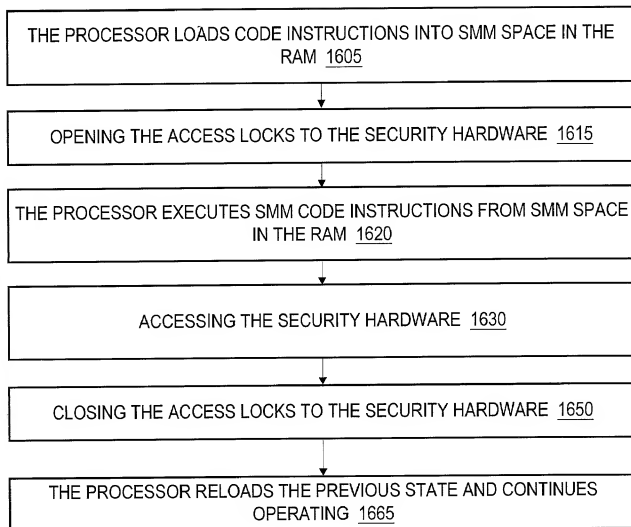 THE PROCESSOR LOADS CODE INSTRUCTIONS INTO SMM SPACE IN THE
RAM 1605
OPENING THE ACCESS LOCKS TO THE SECURITY HARDWARE 1615
THE PROCESSOR EXECUTES SMM CODE INSTRUCTIONS FROM SMM SPACE
IN THE RAM 1620
ACCESSING THE SECURITY HARDWARE 1630
CLOSING THE ACCESS LOCKS TO THE SECURITY HARDWARE 1650
THE PROCESSOR RELOADS THE PREVIOUS STATE AND CONTINUES
OPERATING 1665